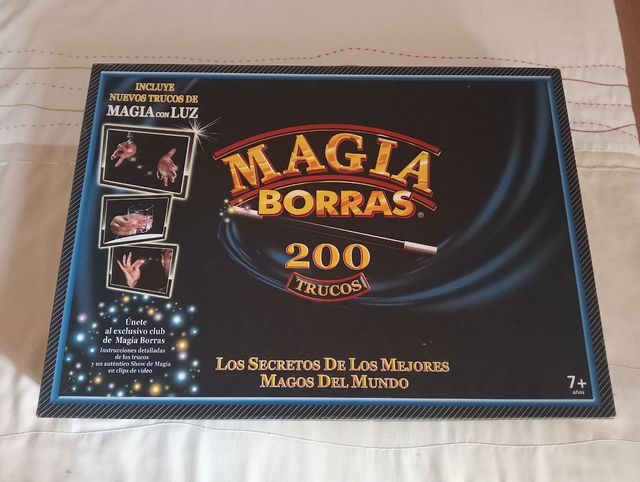 INCLUYE
NUEVOS TRUCOS DE
MAGIA CON LUZ
MAGIA
BORRAS®
200
TRUCOS
Únete
al exclusivo club
de Magia Borras
Instrucciones detalladas
de los trucos
y un auténtico Show de Magia
en clips de video
LOS SECRETOS DE LOS MEJORES
MAGOS DEL MUNDO
7+
años